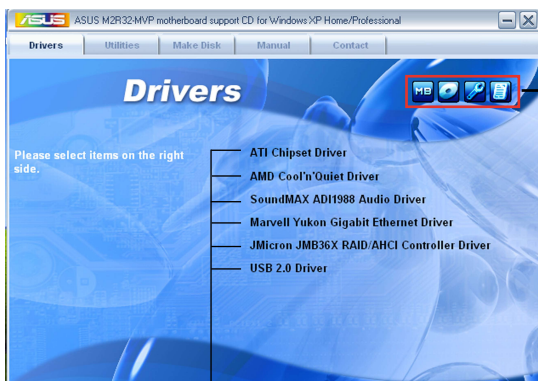 ASUS ASUS M2R32-MVP motherboard support CD for Windows XP Home/Professional
Drivers Utilities Make Disk Manual Contact
Drivers
MB
Please select items on the right
side.
ATI Chipset Driver
AMD Cool'n'Quiet Driver
SoundMAX ADI1988 Audio Driver
Marvell Yukon Gigabit Ethernet Driver
JMicron JMB36X RAID/AHCI Controller Driver
USB 2.0 Driver